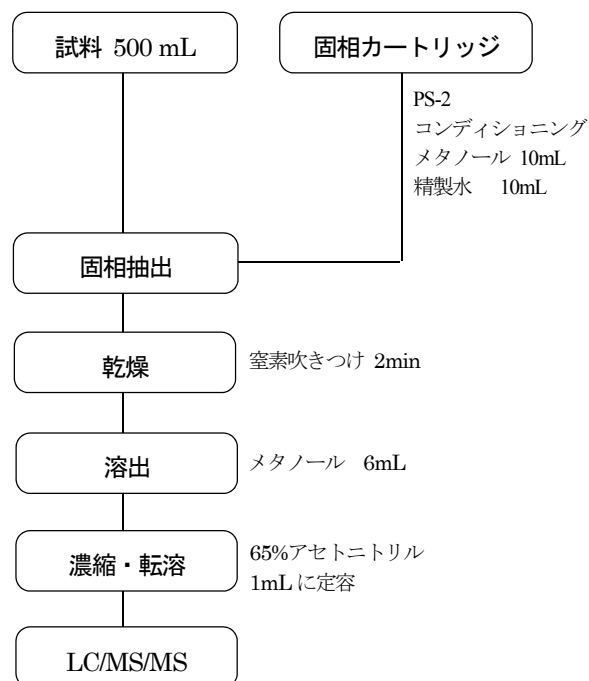 試料 500 mL
固相カートリッジ
PS-2
コンディショニング
メタノール 10mL
精製水 10mL
固相抽出
乾燥
窒素吹きつけ 2min
溶出
メタノール 6mL
濃縮・転溶
65%アセトニトリル
1mLに定容
LC/MS/MS